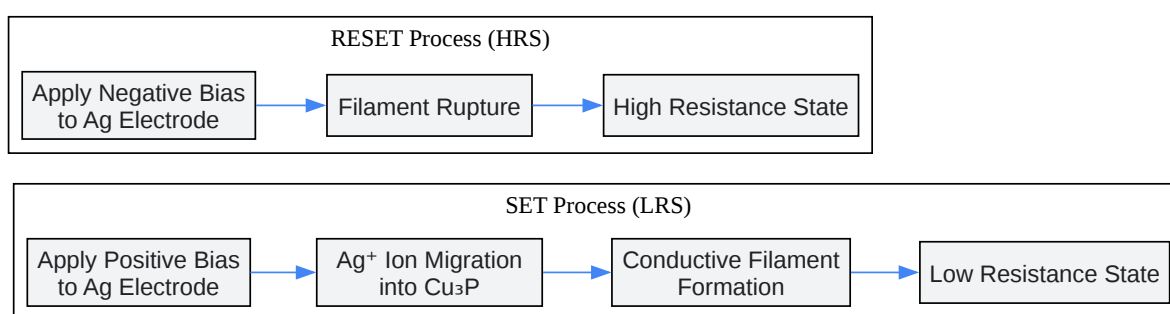 RESET Process (HRS)
Apply Negative Bias
to Ag Electrode
Filament Rupture
High Resistance State
SET Process (LRS)
Apply Positive Bias
to Ag Electrode
Ag⁺ Ion Migration
into Cu₃P
Conductive Filament
Formation
Low Resistance State